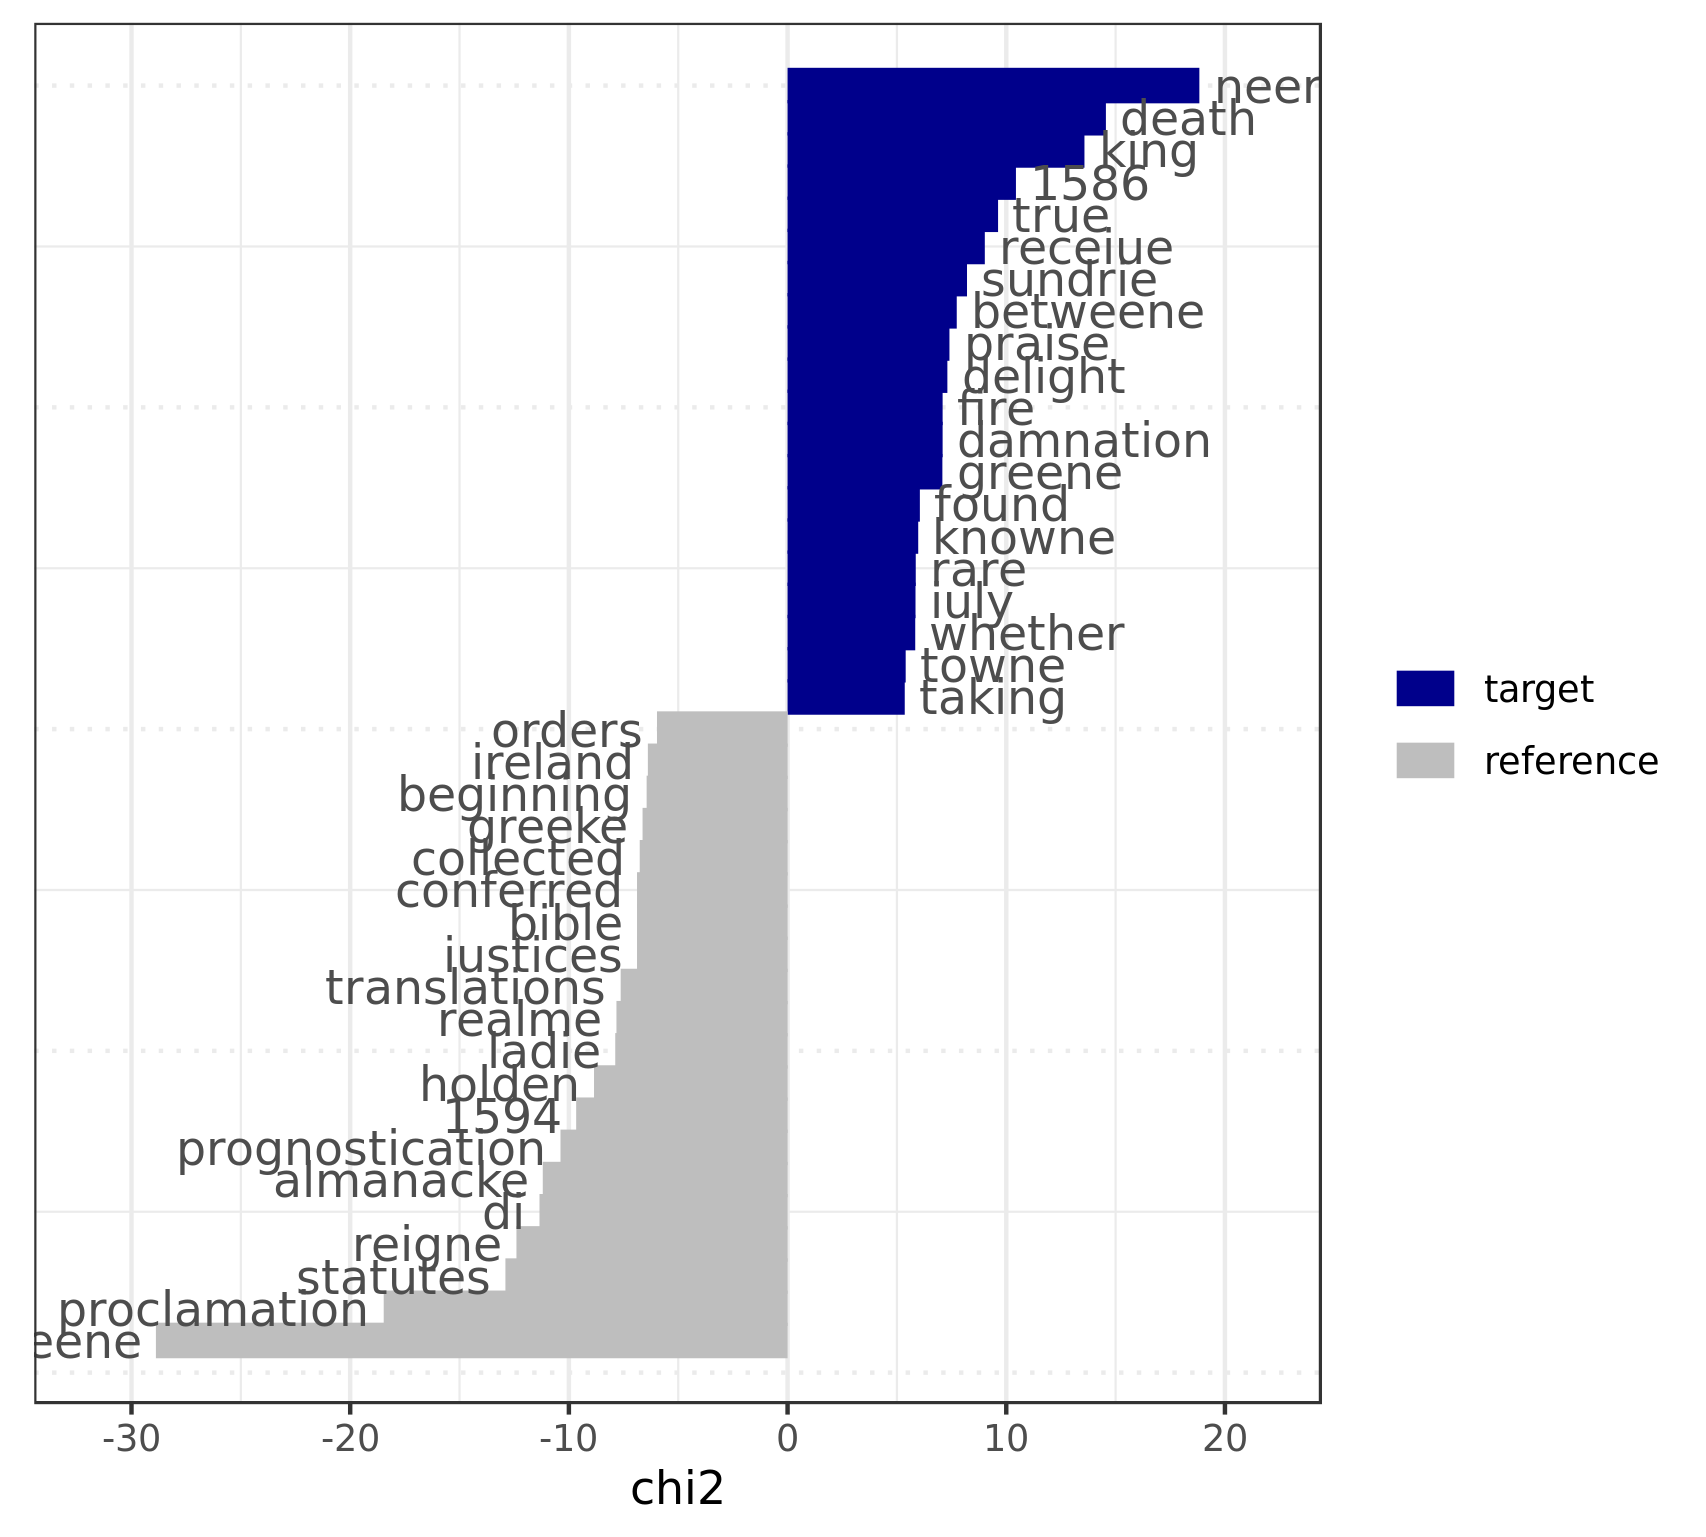 neer
death
king
1586
true
receiue
sundrie
betweene
praise
delight
fire
damnation
greene
found
knowne
rare
iuly
whether
towne
taking
orders
ireland
beginning
greeke
collected
conferred
bible
iustices
translations
realme
ladie
holden
1594
prognostication
almanacke
di
reigne
statutes
proclamation
eene
-30 -20 -10 0 10 20
chi2
target
reference